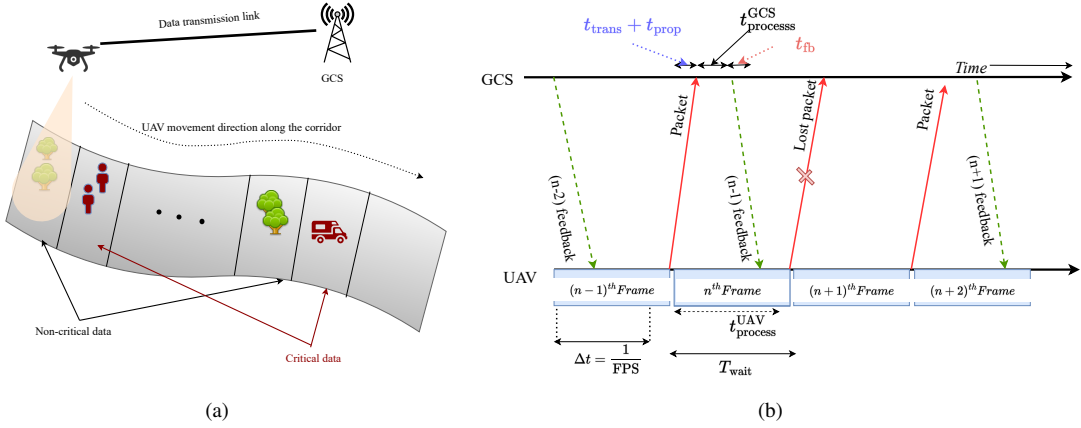 Data transmission link
GCS
UAV movement direction along the corridor
Non-critical data
Critical data
(a)
t_trans + t_prop
t_processs^GCS
t_fb
GCS
Time
Packet
Lost packet
Packet
(n-2) feedback
(n-1) feedback
(n+1) feedback
UAV
(n − 1)^th Frame
n^th Frame
(n + 1)^th Frame
(n + 2)^th Frame
t_process^UAV
Δt = 1/FPS
T_wait
(b)